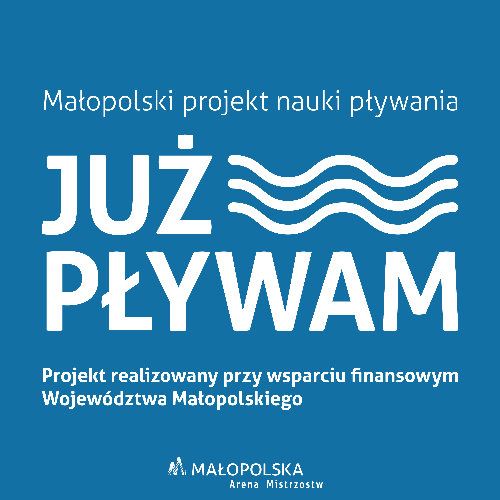 Małopolski projekt nauki pływania
JUŻ
PŁYWAM
Projekt realizowany przy wsparciu finansowym
Województwa Małopolskiego
MAŁOPOLSKA
Arena Mistrzostw